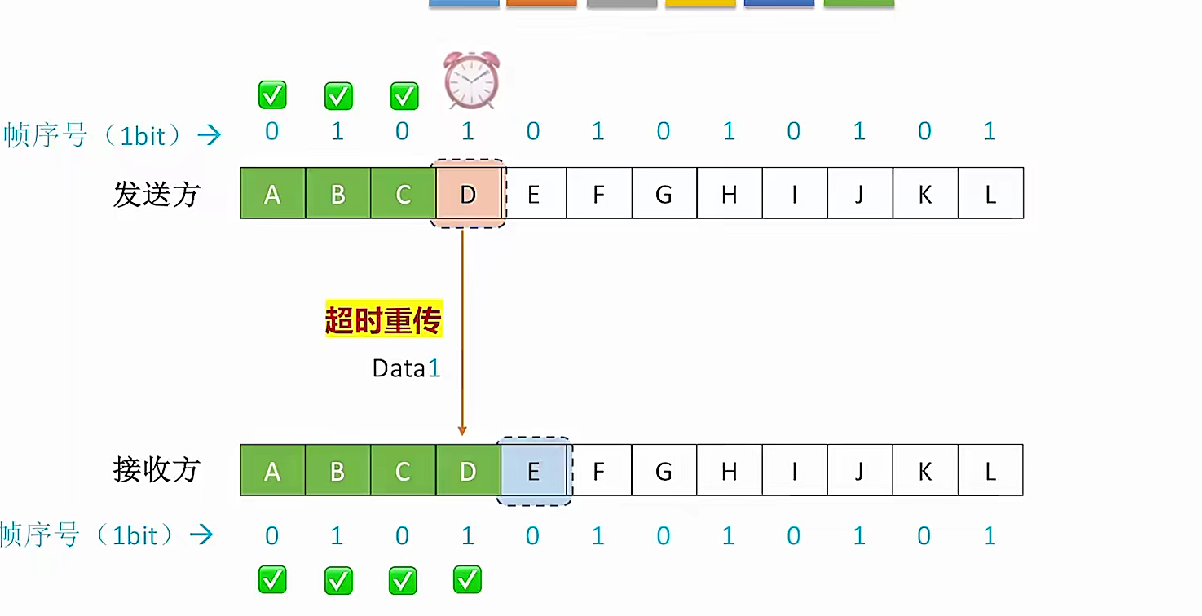 帧序号（1bit）→ 0 1 0 1 0 1 0 1 0 1 0 1
发送方 A B C D E F G H I J K L
超时重传
Data1
接收方 A B C D E F G H I J K L
帧序号（1bit）→ 0 1 0 1 0 1 0 1 0 1 0 1